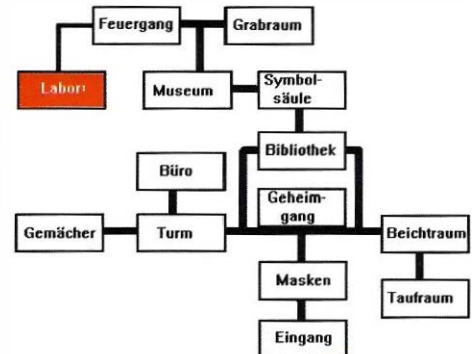 Feuergang
Grabraum
Labor
Museum
Symbol-
säule
Bibliothek
Büro
Geheim-
gang
Gemächer
Turm
Beichtraum
Masken
Taufraum
Eingang